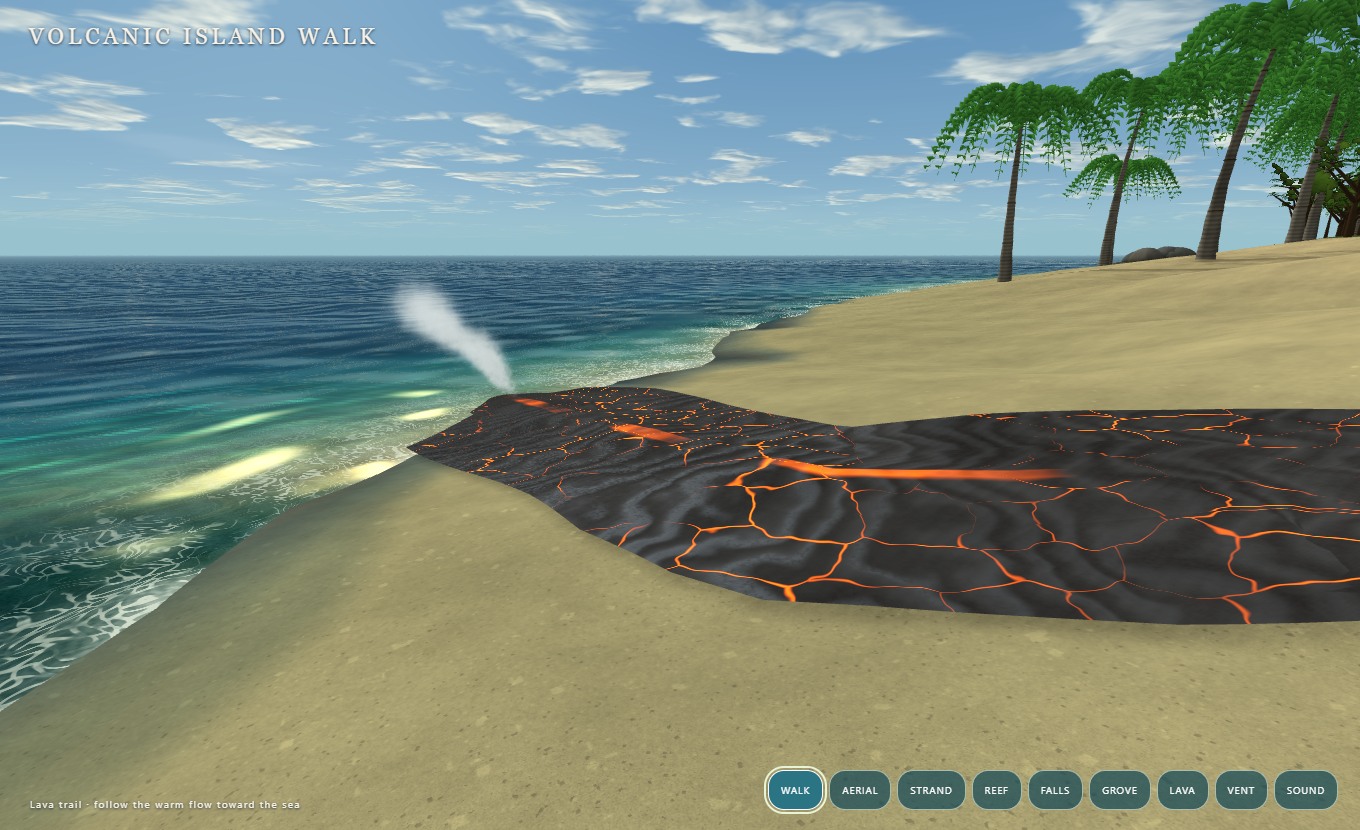 VOLCANIC ISLAND WALK
Lava trail · follow the warm flow toward the sea
WALK
AERIAL
STRAND
REEF
FALLS
GROVE
LAVA
VENT
SOUND